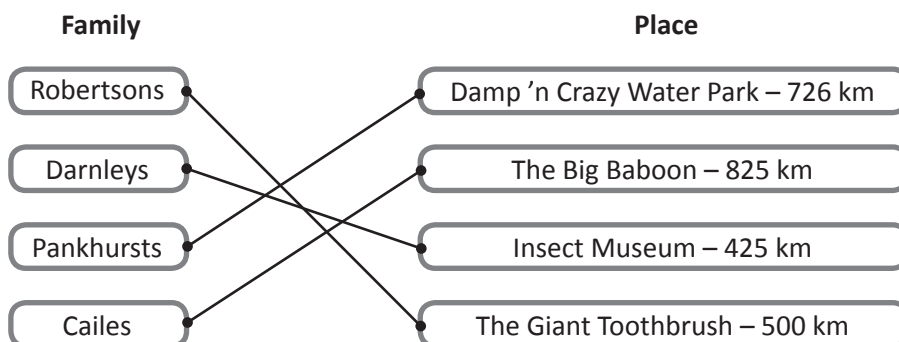 Family Place
Robertsons Damp ’n Crazy Water Park – 726 km
Darnleys The Big Baboon – 825 km
Pankhursts Insect Museum – 425 km
Cailes The Giant Toothbrush – 500 km